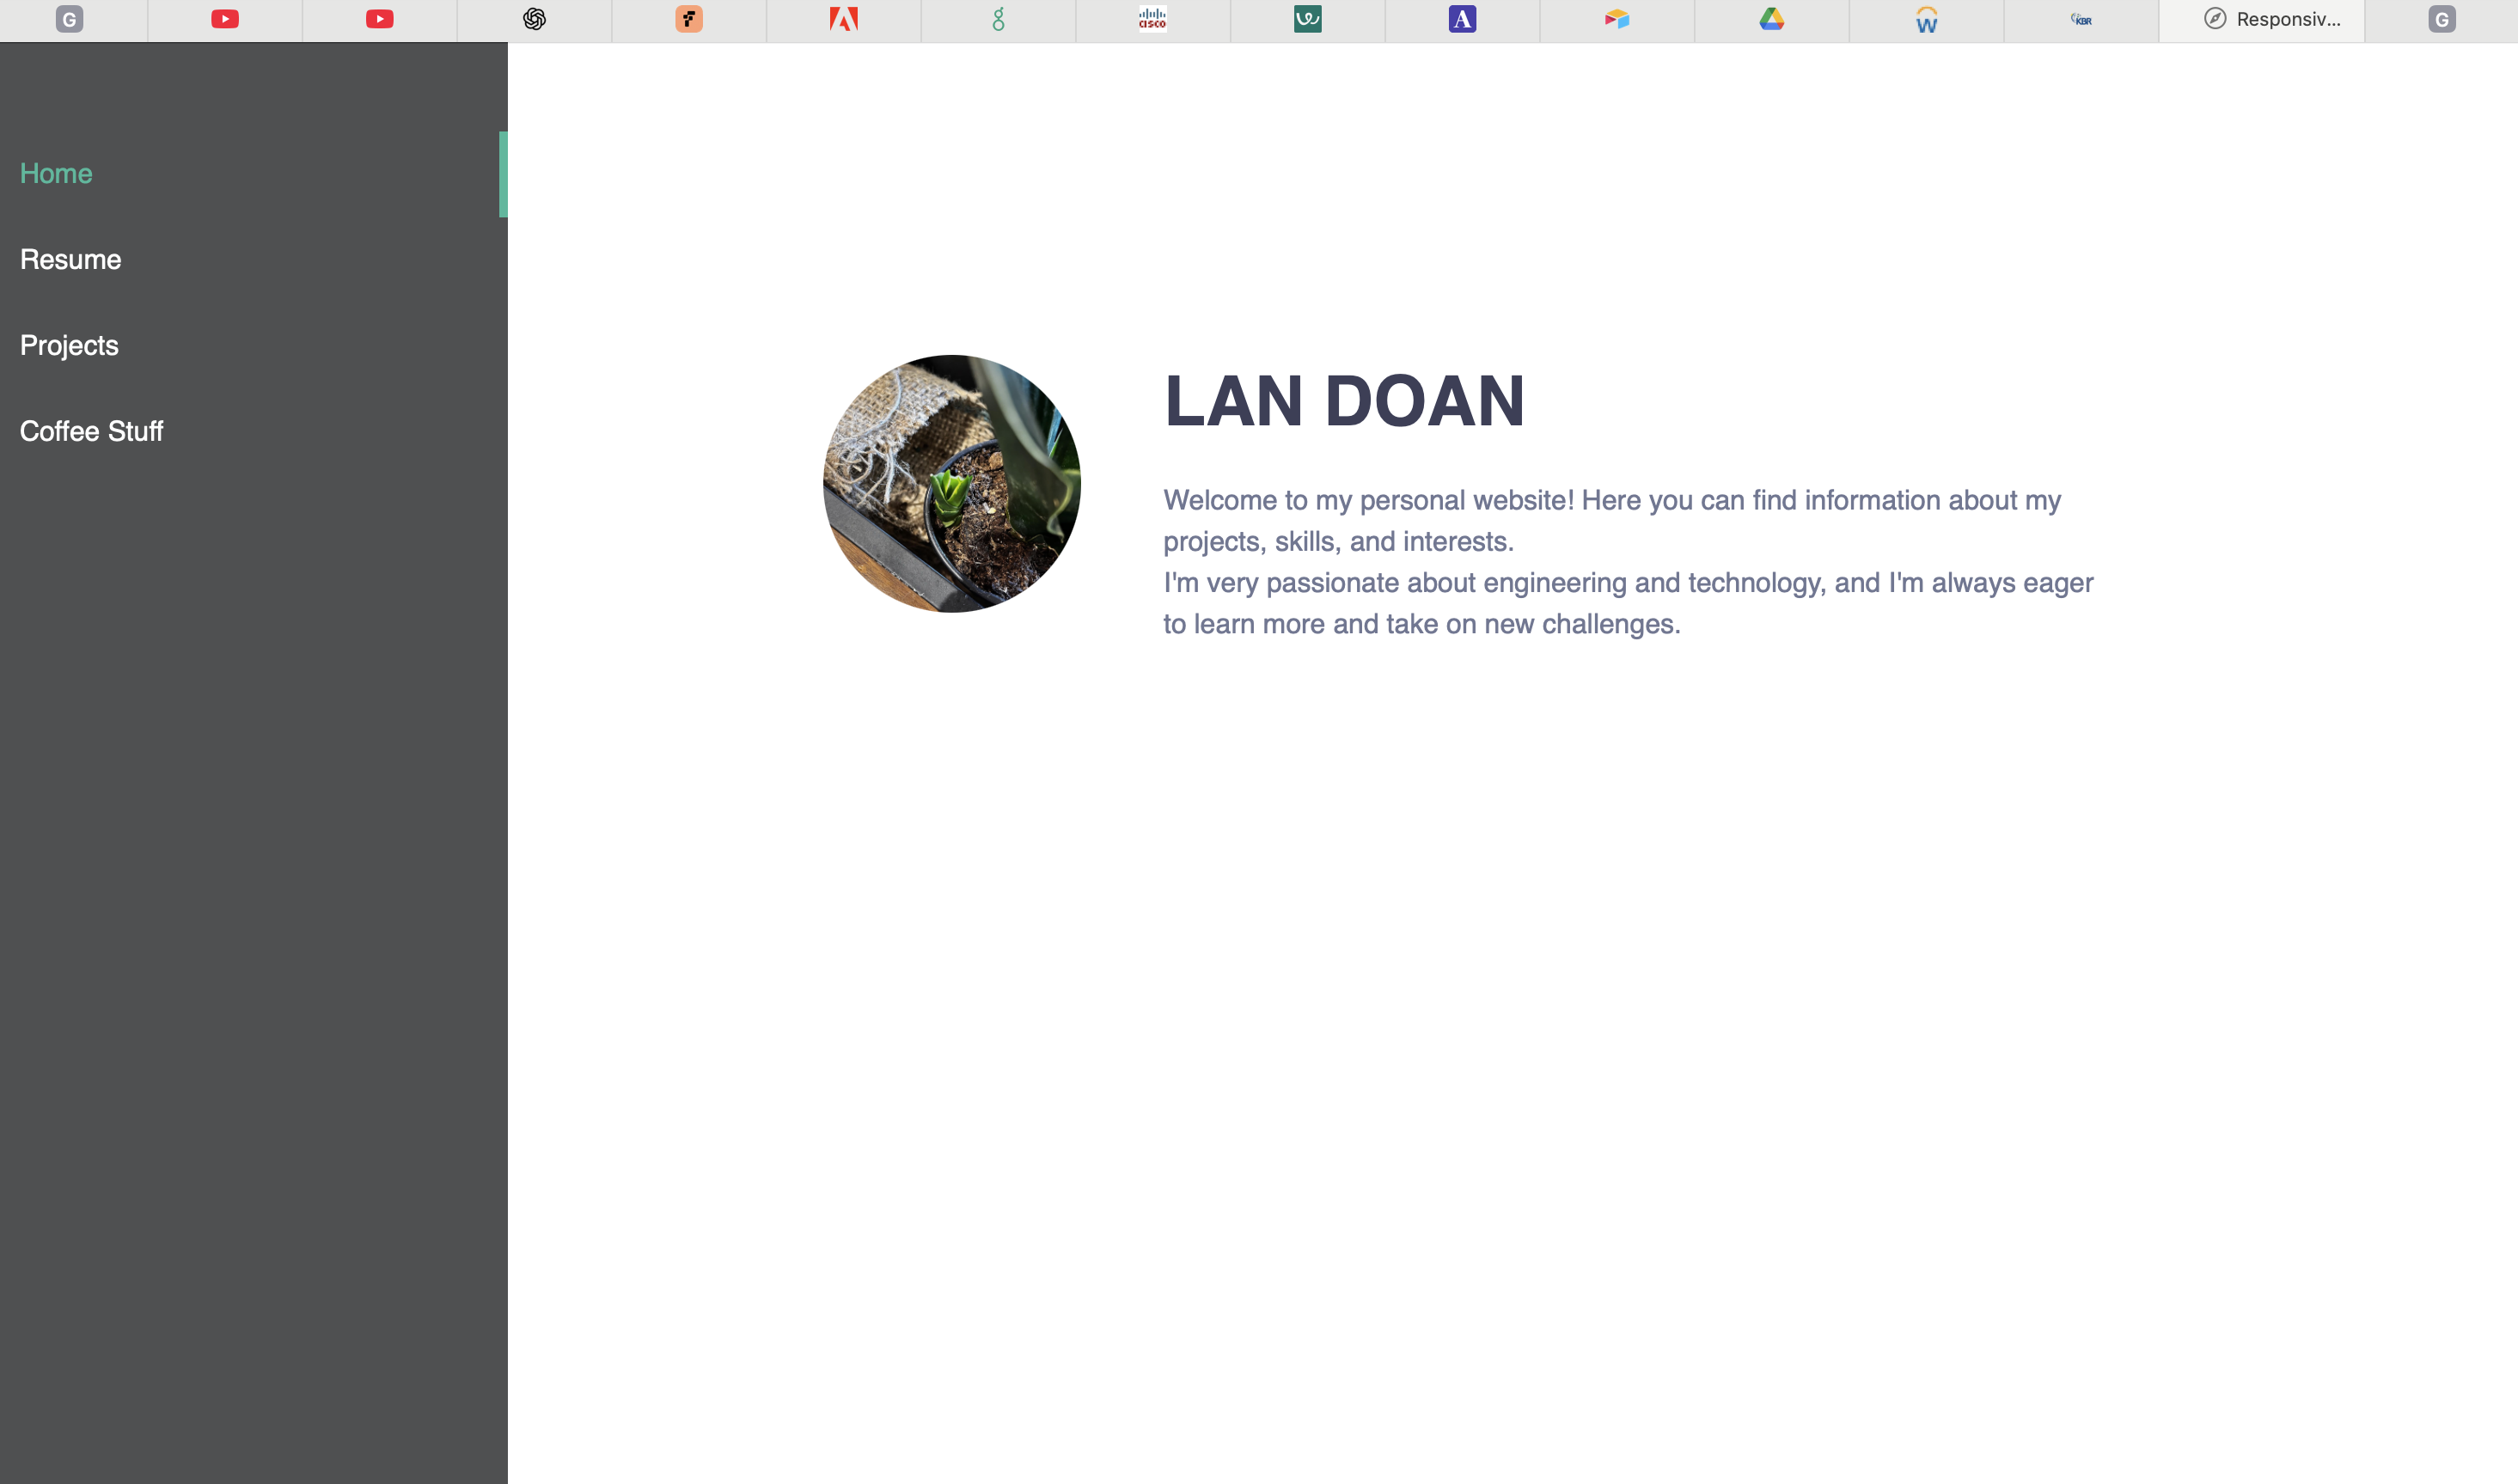 G
CISCO
A
W
KBR
Responsiv...
G
Home
Resume
Projects
Coffee Stuff
LAN DOAN
Welcome to my personal website! Here you can find information about my
projects, skills, and interests.
I'm very passionate about engineering and technology, and I'm always eager
to learn more and take on new challenges.